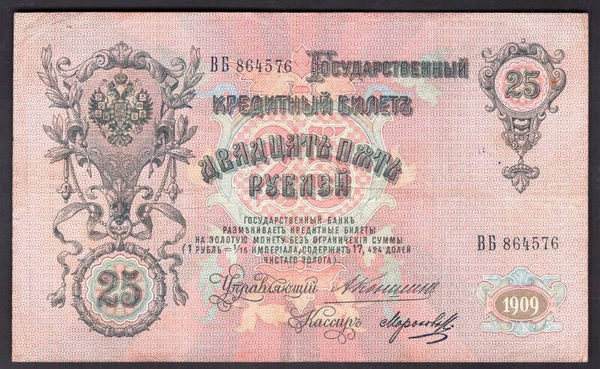 ВБ 864576
Государственный
25
Кредитный Билетъ
Двадцать Пять
Рублей
ГОСУДАРСТВЕННЫЙ БАНКЪ
РАЗМѢНИВАЕТЪ КРЕДИТНЫЕ БИЛЕТЫ
НА ЗОЛОТУЮ МОНЕТУ БЕЗЪ ОГРАНИЧЕНІЯ СУММЫ
(1 РУБЛЬ = 1/15 ИМПЕРІАЛА, СОДЕРЖИТЪ 17,424 ДОЛЕЙ
ЧИСТАГО ЗОЛОТА).
ВБ 864576
25
Управляющій
Кассиръ
1909